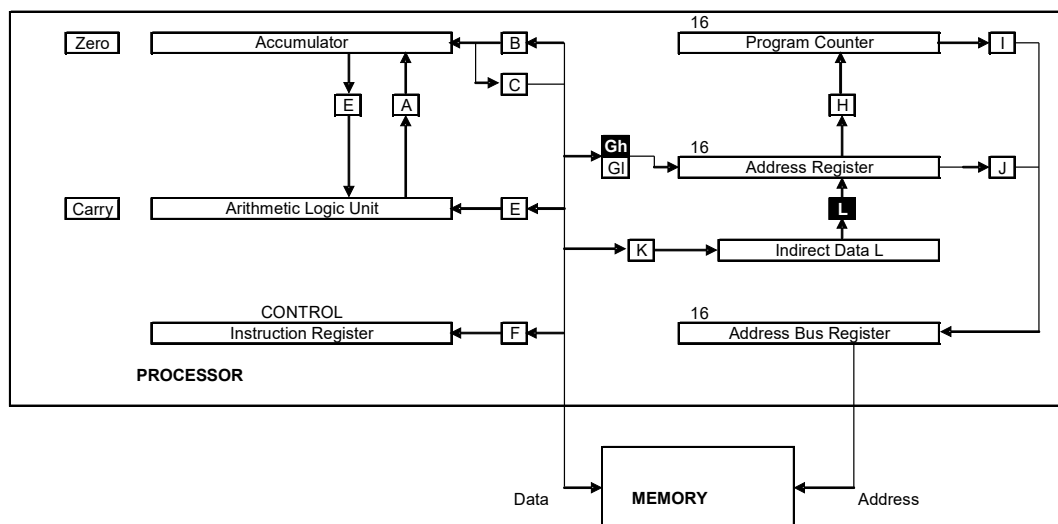 16
16
Zero
Accumulator
B
Program Counter
I
C
E
A
H
Gh
Gl
16
Address Register
J
Carry
Arithmetic Logic Unit
E
L
K
Indirect Data L
CONTROL
Instruction Register
F
16
Address Bus Register
PROCESSOR
Data
MEMORY
Address